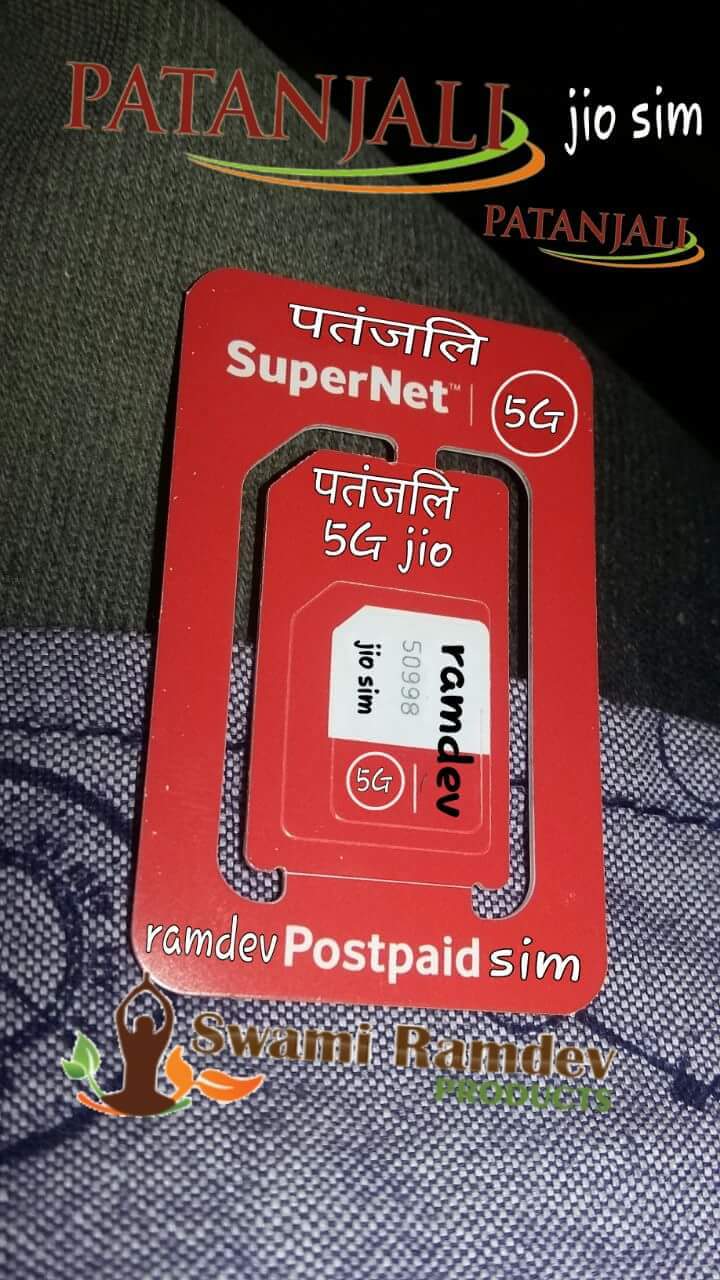 PATANJALI jio sim
PATANJALI
पतंजलि
SuperNet™ 5G
पतंजलि
5G jio
ramdev
50998
jio sim
5G
ramdev Postpaid sim
Swami Ramdev
PRODUCTS